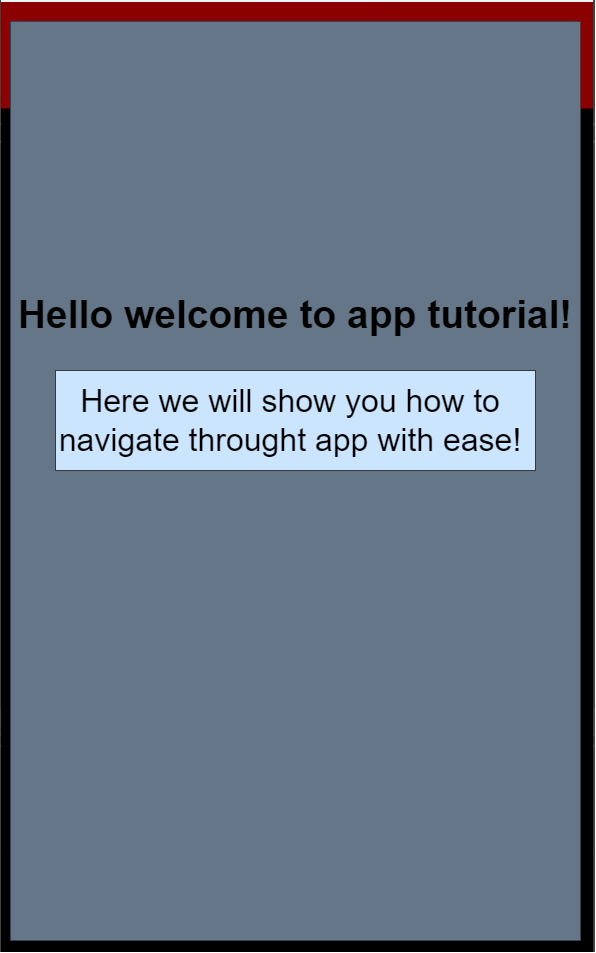 Hello welcome to app tutorial!
Here we will show you how to
navigate throught app with ease!